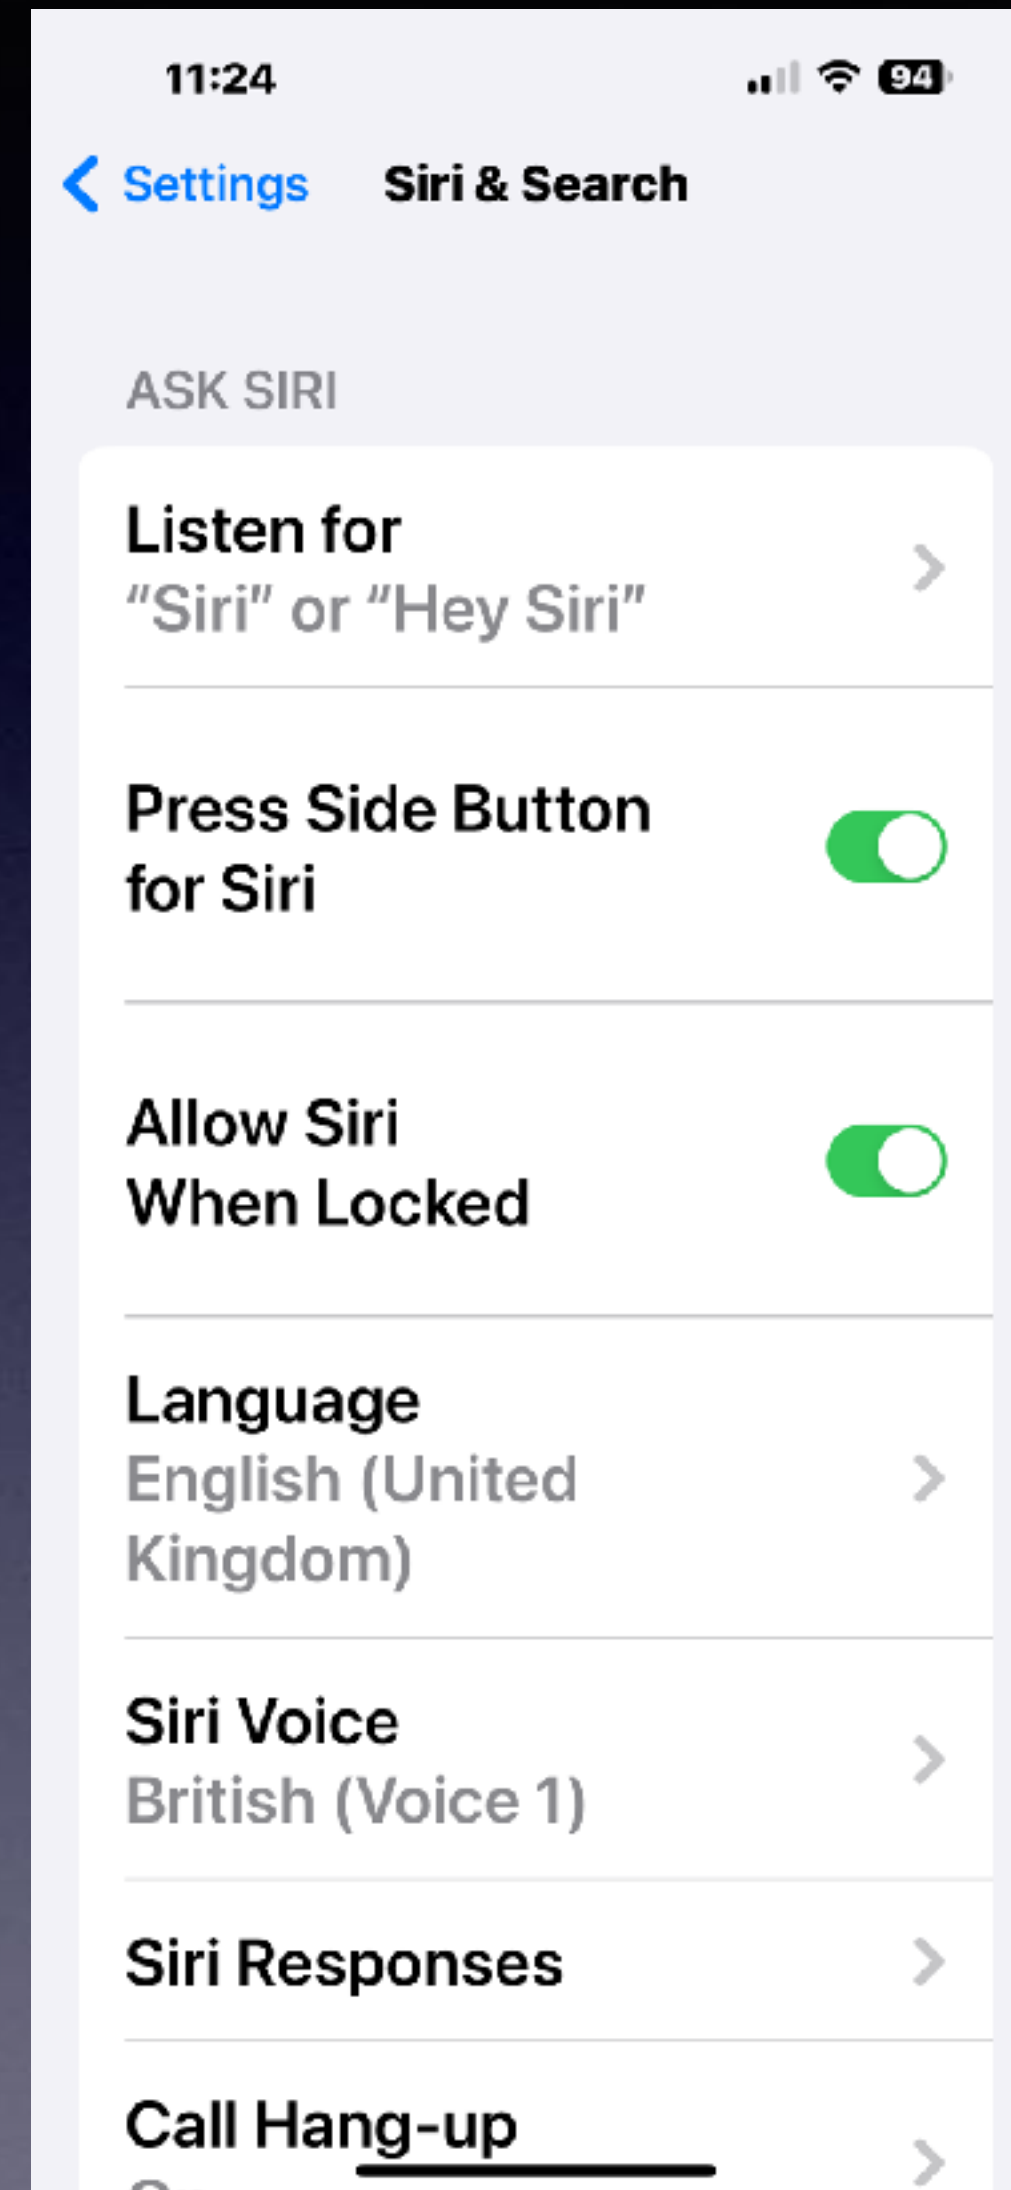 11:24 94
Settings Siri & Search
ASK SIRI
Listen for
“Siri” or “Hey Siri”
Press Side Button
for Siri
Allow Siri
When Locked
Language
English (United
Kingdom)
Siri Voice
British (Voice 1)
Siri Responses
Call Hang-up